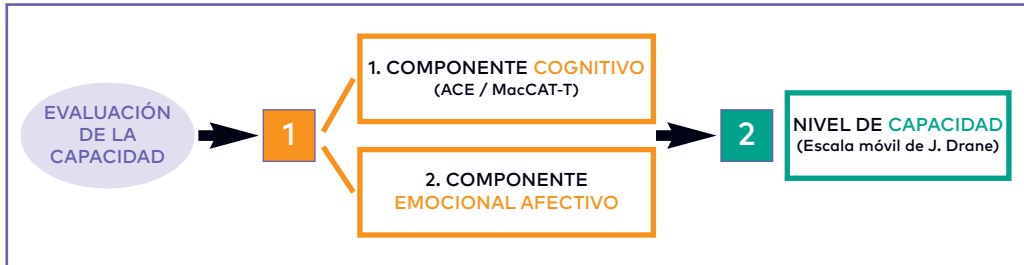 EVALUACIÓN
DE LA
CAPACIDAD
1
1. COMPONENTE COGNITIVO
(ACE / MacCAT-T)
2. COMPONENTE
EMOCIONAL AFECTIVO
2
NIVEL DE CAPACIDAD
(Escala móvil de J. Drane)